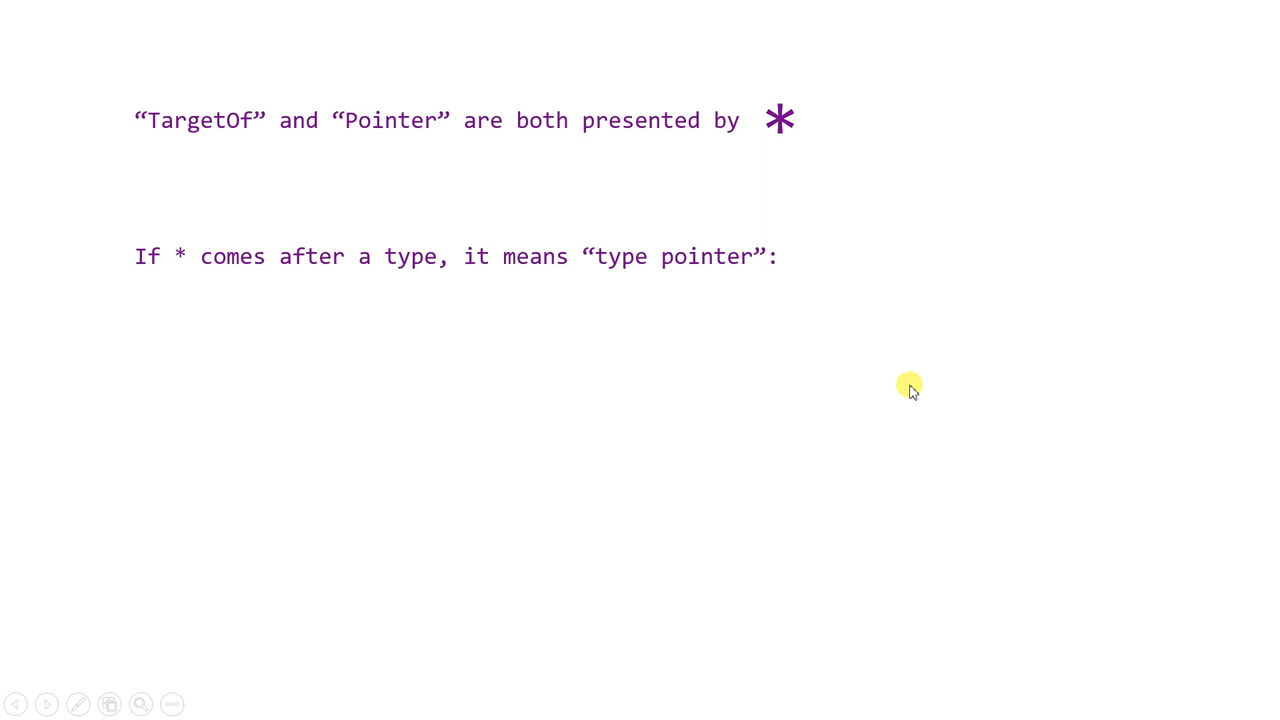 “TargetOf” and “Pointer” are both presented by *
If * comes after a type, it means “type pointer”: